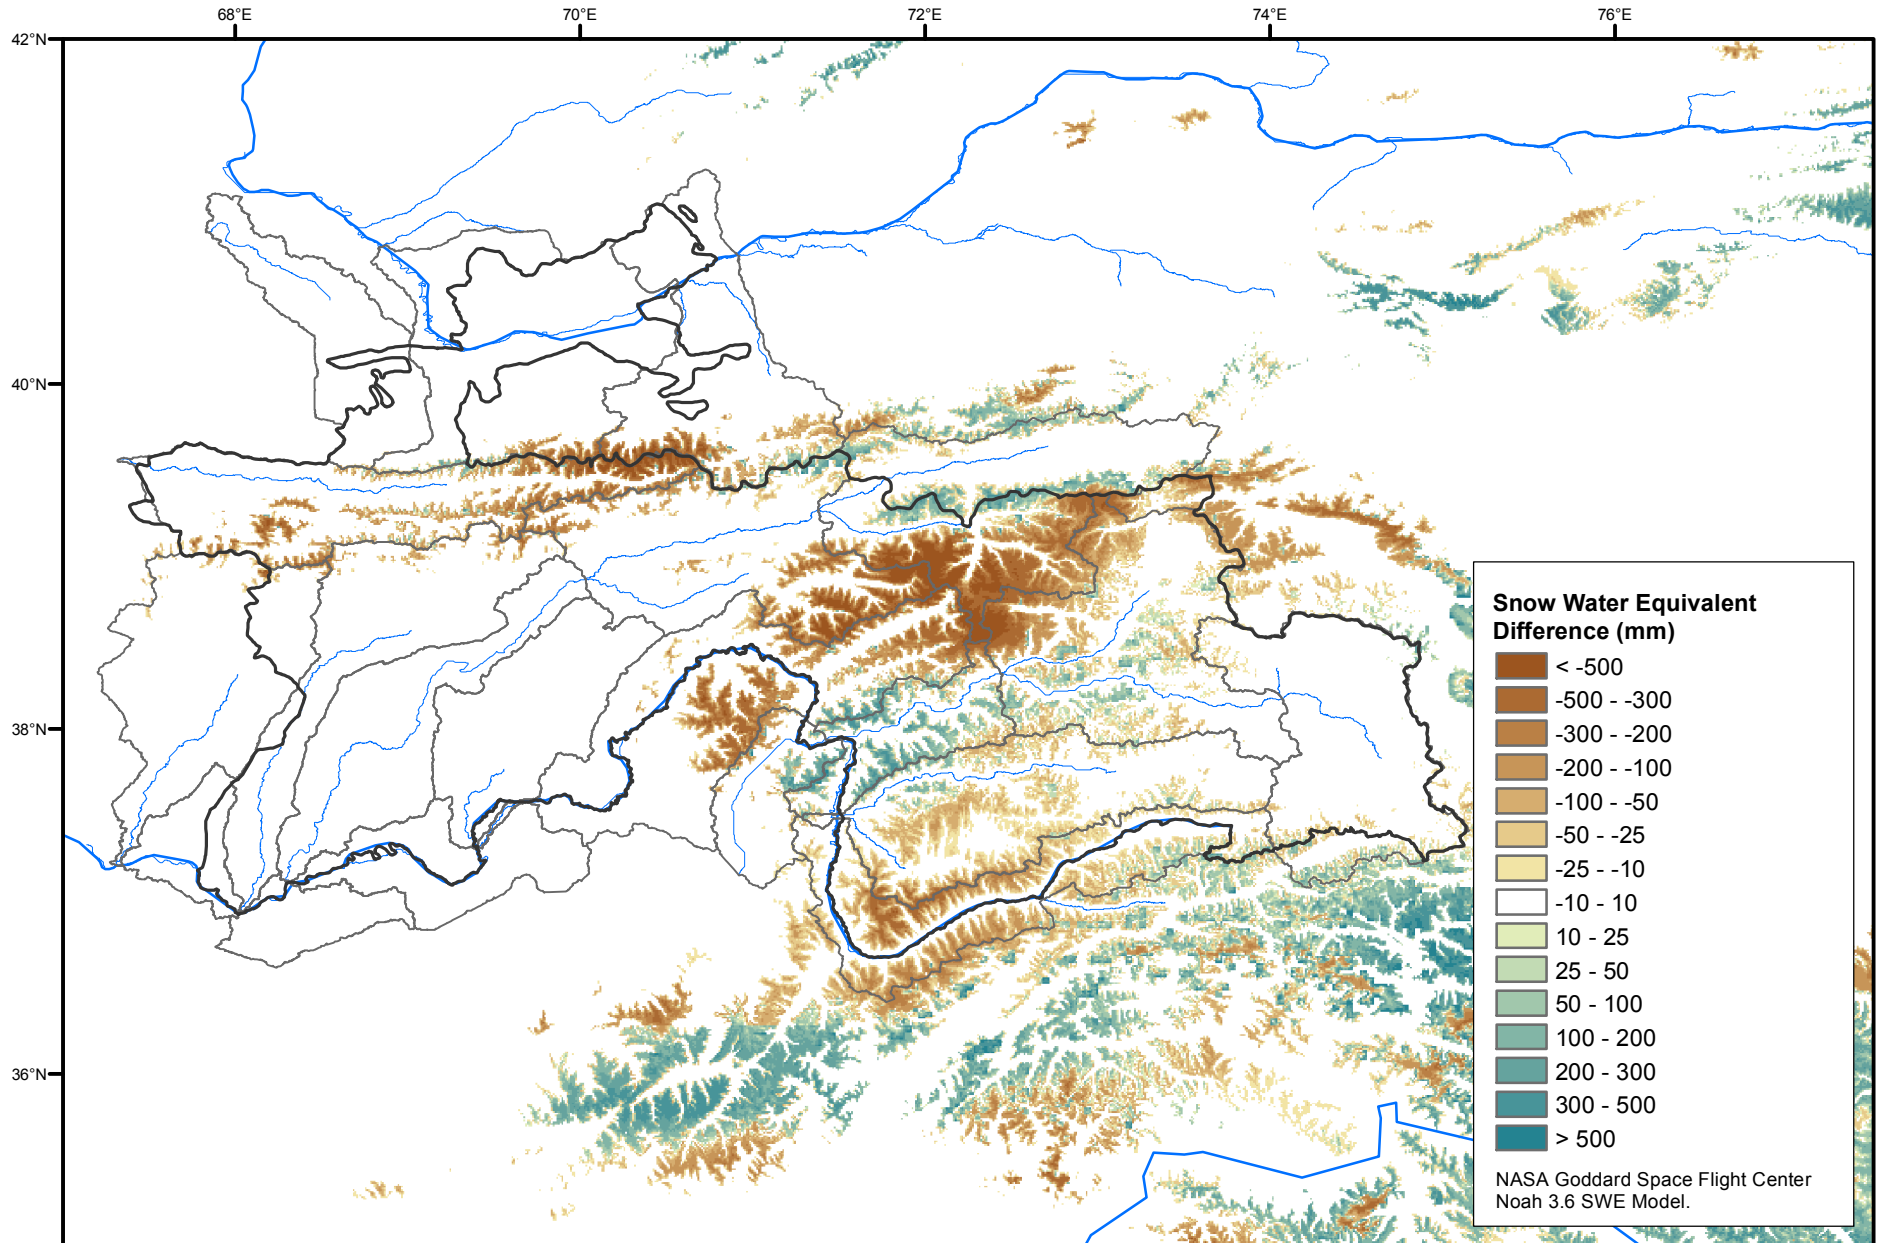 68°E
70°E
72°E
74°E
76°E
42°N
40°N
38°N
36°N
Snow Water Equivalent
Difference (mm)
< -500
-500 - -300
-300 - -200
-200 - -100
-100 - -50
-50 - -25
-25 - -10
-10 - 10
10 - 25
25 - 50
50 - 100
100 - 200
200 - 300
300 - 500
> 500
NASA Goddard Space Flight Center
Noah 3.6 SWE Model.